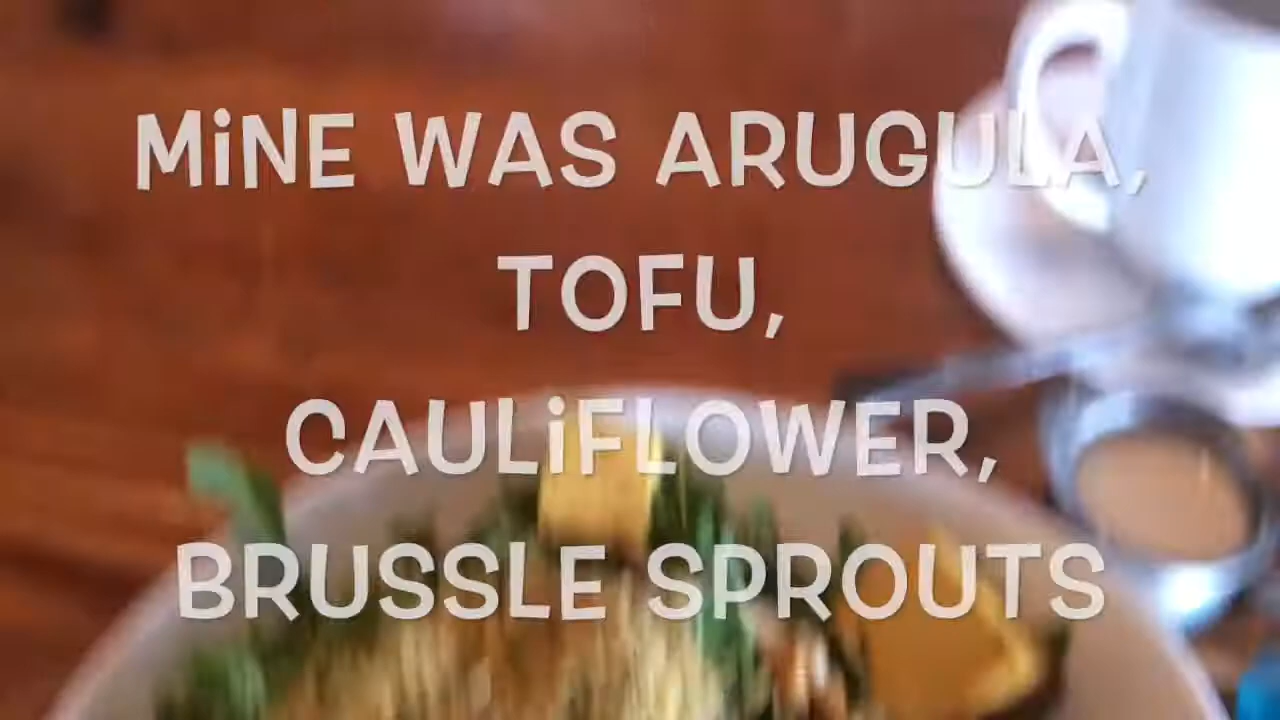 MiNE WAS ARUGULA,
TOFU,
CAULiFLOWER,
BRUSSLE SPROUTS